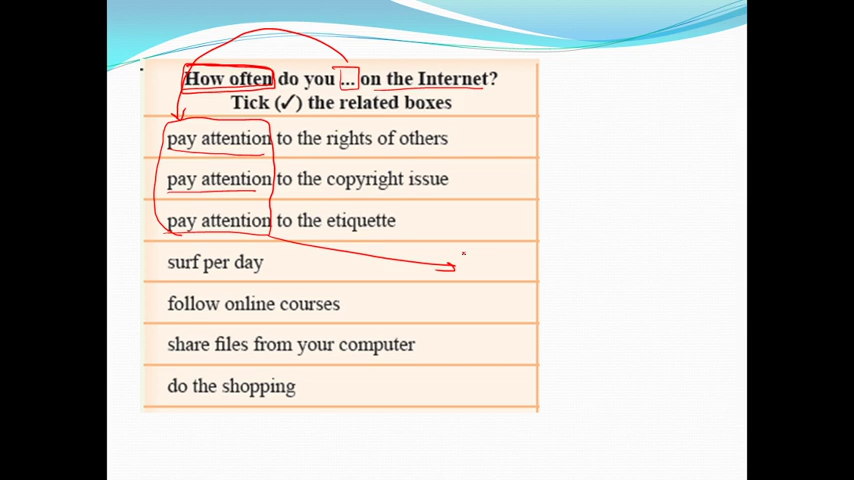 How often do you ... on the Internet?
Tick (✓) the related boxes
pay attention to the rights of others
pay attention to the copyright issue
pay attention to the etiquette
surf per day
follow online courses
share files from your computer
do the shopping